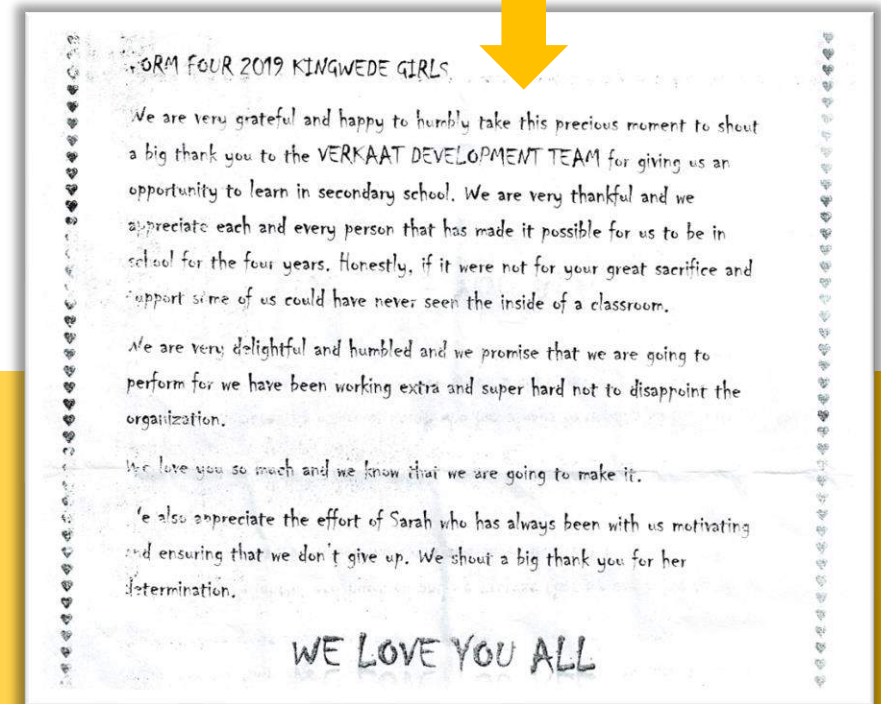 FORM FOUR 2019 KINGWEDE GIRLS
We are very grateful and happy to humbly take this precious moment to shout
a big thank you to the VERKAAT DEVELOPMENT TEAM for giving us an
opportunity to learn in secondary school. We are very thankful and we
appreciate each and every person that has made it possible for us to be in
school for the four years. Honestly, if it were not for your great sacrifice and
support some of us could have never seen the inside of a classroom.
We are very delightful and humbled and we promise that we are going to
perform for we have been working extra and super hard not to disappoint the
organization.
We love you so much and we know that we are going to make it.
We also appreciate the effort of Sarah who has always been with us motivating
and ensuring that we don't give up. We shout a big thank you for her
determination.
WE LOVE YOU ALL